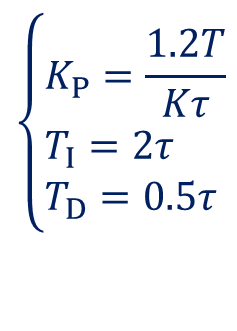 K_P = 1.2T / Kτ
T_I = 2τ
T_D = 0.5τ